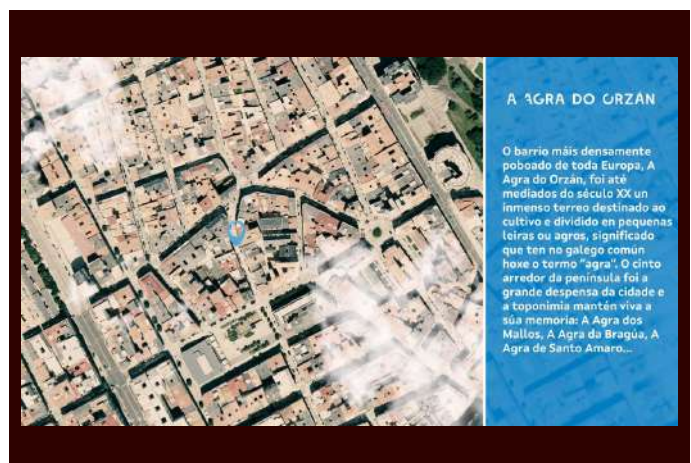 A AGRA DO ORZÁN
O barrio máis densamente
poboado de toda Europa, A
Agra do Orzán, foi até
mediados do século XX un
inmenso terreo destinado ao
cultivo e dividido en pequenas
leiras ou agros, significado
que ten no galego común
hoxe o termo “agra”. O cinto
arredor da península foi a
grande despensa da cidade e
a toponimia mantén viva a
súa memoria: A Agra dos
Mallos, A Agra da Bragúa, A
Agra de Santo Amaro...